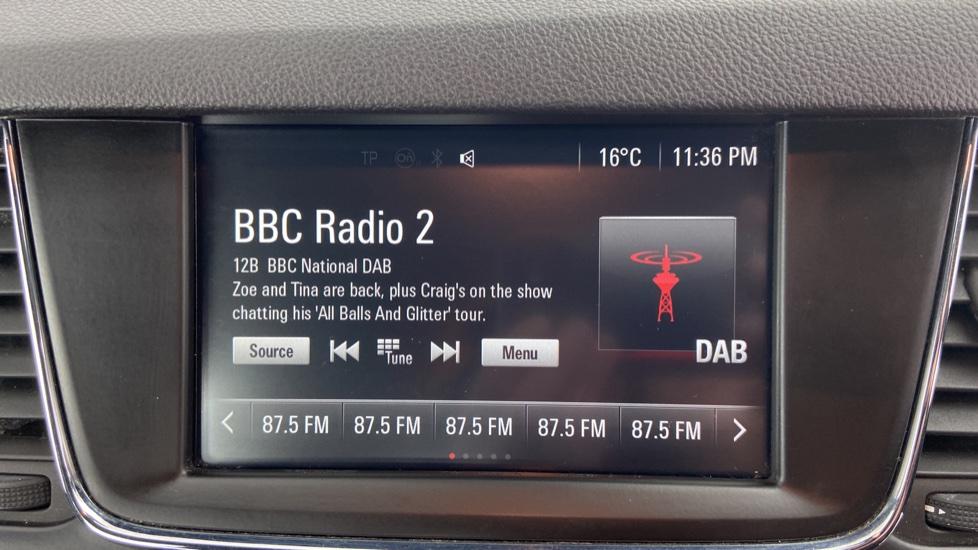 TP On 16°C 11:36 PM
BBC Radio 2
12B BBC National DAB
Zoe and Tina are back, plus Craig's on the show
chatting his 'All Balls And Glitter' tour.
Source Tune Menu
DAB
87.5 FM 87.5 FM 87.5 FM 87.5 FM 87.5 FM